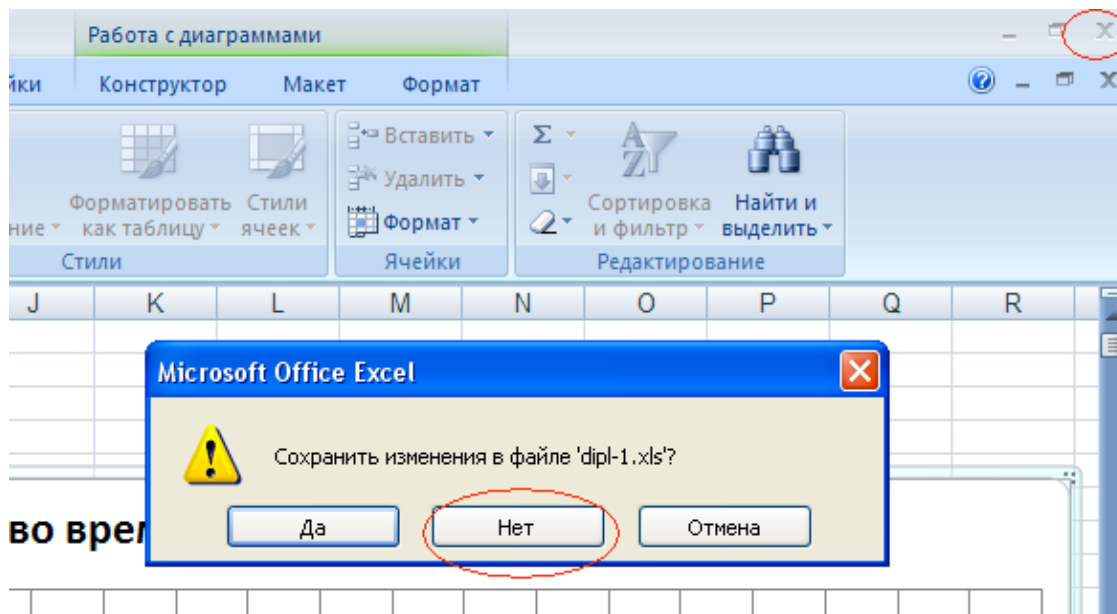 Работа с диаграммами
йки Конструктор Макет Формат
Вставить Σ
Удалить
Форматировать Стили Сортировка Найти и
ние как таблицу ячеек Формат и фильтр выделить
Стили Ячейки Редактирование
J K L M N O P Q R
Microsoft Office Excel
Сохранить изменения в файле 'dipl-1.xls'?
Да Нет Отмена
во врем